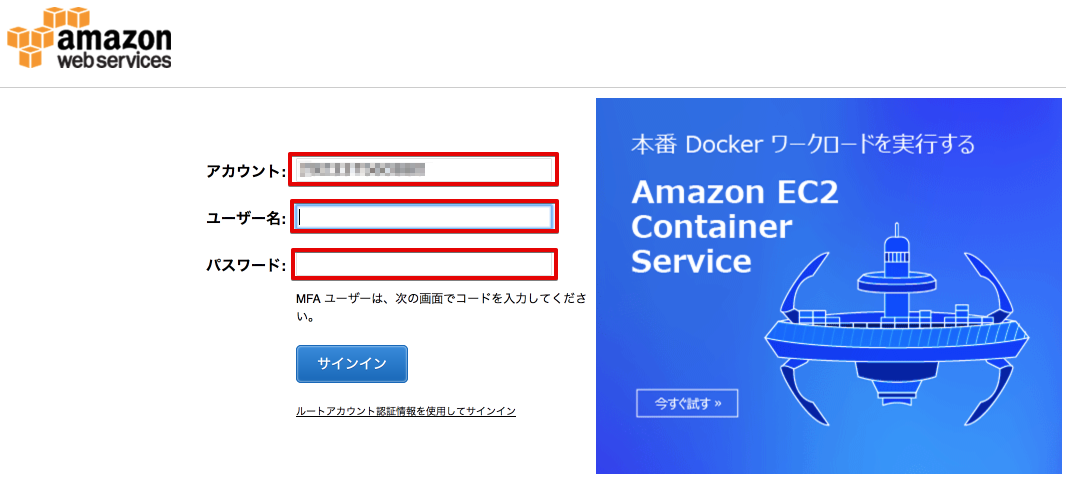 amazon
web services
アカウント:
ユーザー名:
パスワード:
MFA ユーザーは、次の画面でコードを入力してくださ
い。
サインイン
ルートアカウント認証情報を使用してサインイン
本番 Docker ワークロードを実行する
Amazon EC2
Container
Service
今すぐ試す »